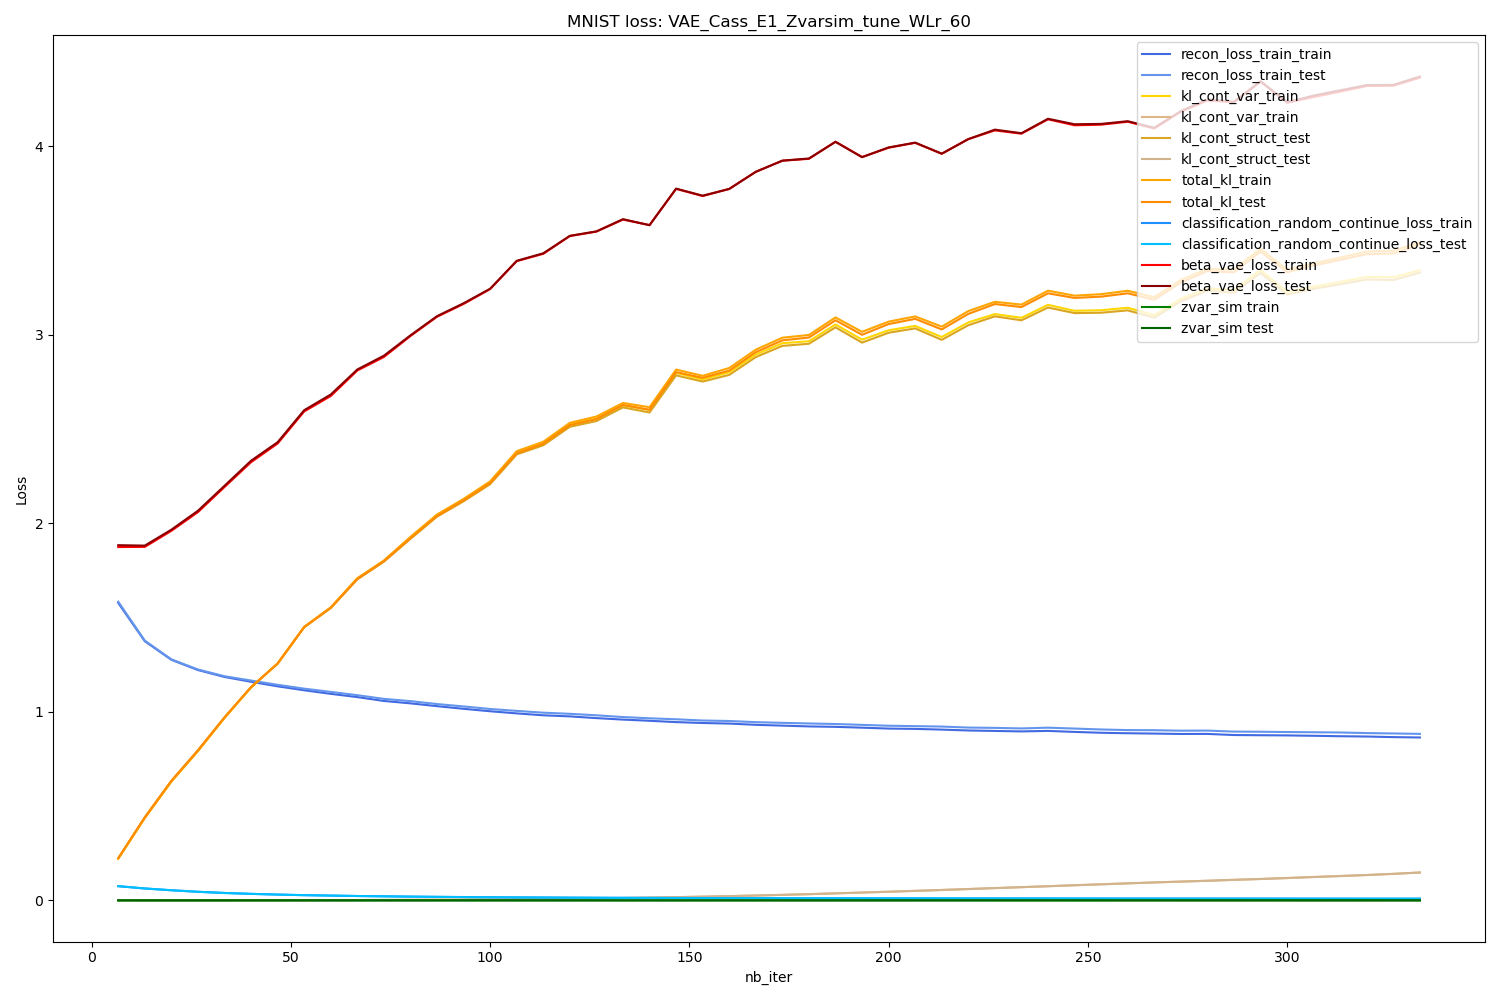 MNIST loss: VAE_Cass_E1_Zvarsim_tune_WLr_60
recon_loss_train_train
recon_loss_train_test
kl_cont_var_train
kl_cont_var_train
kl_cont_struct_test
kl_cont_struct_test
total_kl_train
total_kl_test
classification_random_continue_loss_train
classification_random_continue_loss_test
beta_vae_loss_train
beta_vae_loss_test
zvar_sim train
zvar_sim test
Loss
4
3
2
1
0
0 50 100 150 200 250 300
nb_iter